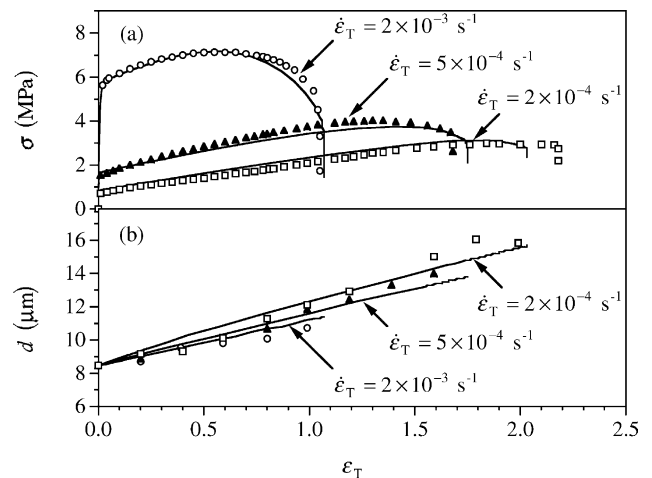 8
(a)
ε̇T = 2×10⁻³ s⁻¹
6
ε̇T = 5×10⁻⁴ s⁻¹
σ (MPa)
4
ε̇T = 2×10⁻⁴ s⁻¹
2
0
16
(b)
14
d (μm)
12
ε̇T = 2×10⁻⁴ s⁻¹
10
ε̇T = 5×10⁻⁴ s⁻¹
8
ε̇T = 2×10⁻³ s⁻¹
6
0.0 0.5 1.0 1.5 2.0 2.5
εT